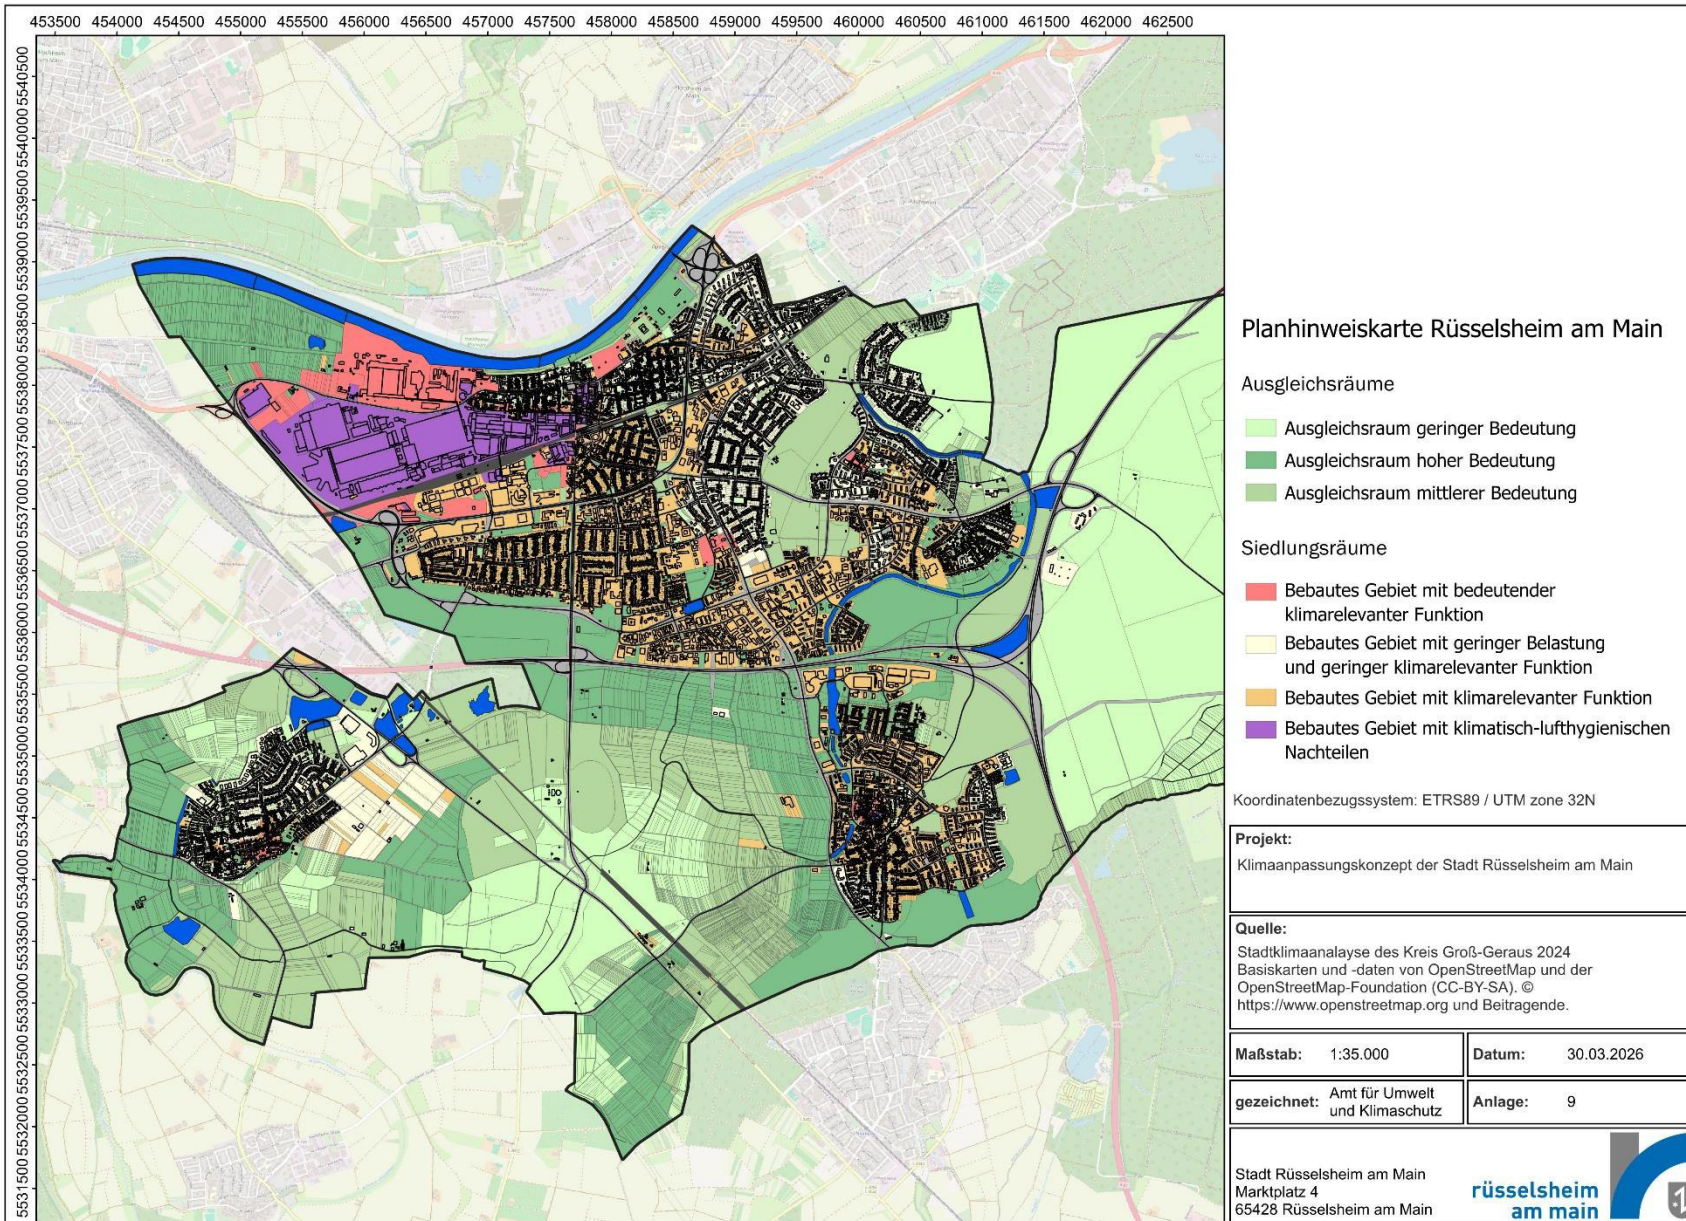 453500 454000 454500 455000 455500 456000 456500 457000 457500 458000 458500 459000 459500 460000 460500 461000 461500 462000 462500
5540500
5540000
5539500
5539000
5538500
5538000
5537500
5537000
5536500
5536000
5535500
5535000
5534500
5534000
5533500
5533000
5532500
5532000
5531500
Planhinweiskarte Rüsselsheim am Main
Ausgleichsräume
Ausgleichsraum geringer Bedeutung
Ausgleichsraum hoher Bedeutung
Ausgleichsraum mittlerer Bedeutung
Siedlungsräume
Bebautes Gebiet mit bedeutender
klimarelevanter Funktion
Bebautes Gebiet mit geringer Belastung
und geringer klimarelevanter Funktion
Bebautes Gebiet mit klimarelevanter Funktion
Bebautes Gebiet mit klimatisch-lufthygienischen
Nachteilen
Koordinatenbezugssystem: ETRS89 / UTM zone 32N
Projekt:
Klimaanpassungskonzept der Stadt Rüsselsheim am Main
Quelle:
Stadtklimaanalayse des Kreis Groß-Geraus 2024
Basiskarten und -daten von OpenStreetMap und der
OpenStreetMap-Foundation (CC-BY-SA). ©
https://www.openstreetmap.org und Beitragende.
Maßstab: 1:35.000
Datum: 30.03.2026
gezeichnet: Amt für Umwelt
und Klimaschutz
Anlage: 9
Stadt Rüsselsheim am Main
Marktplatz 4
65428 Rüsselsheim am Main
rüsselsheim
am main